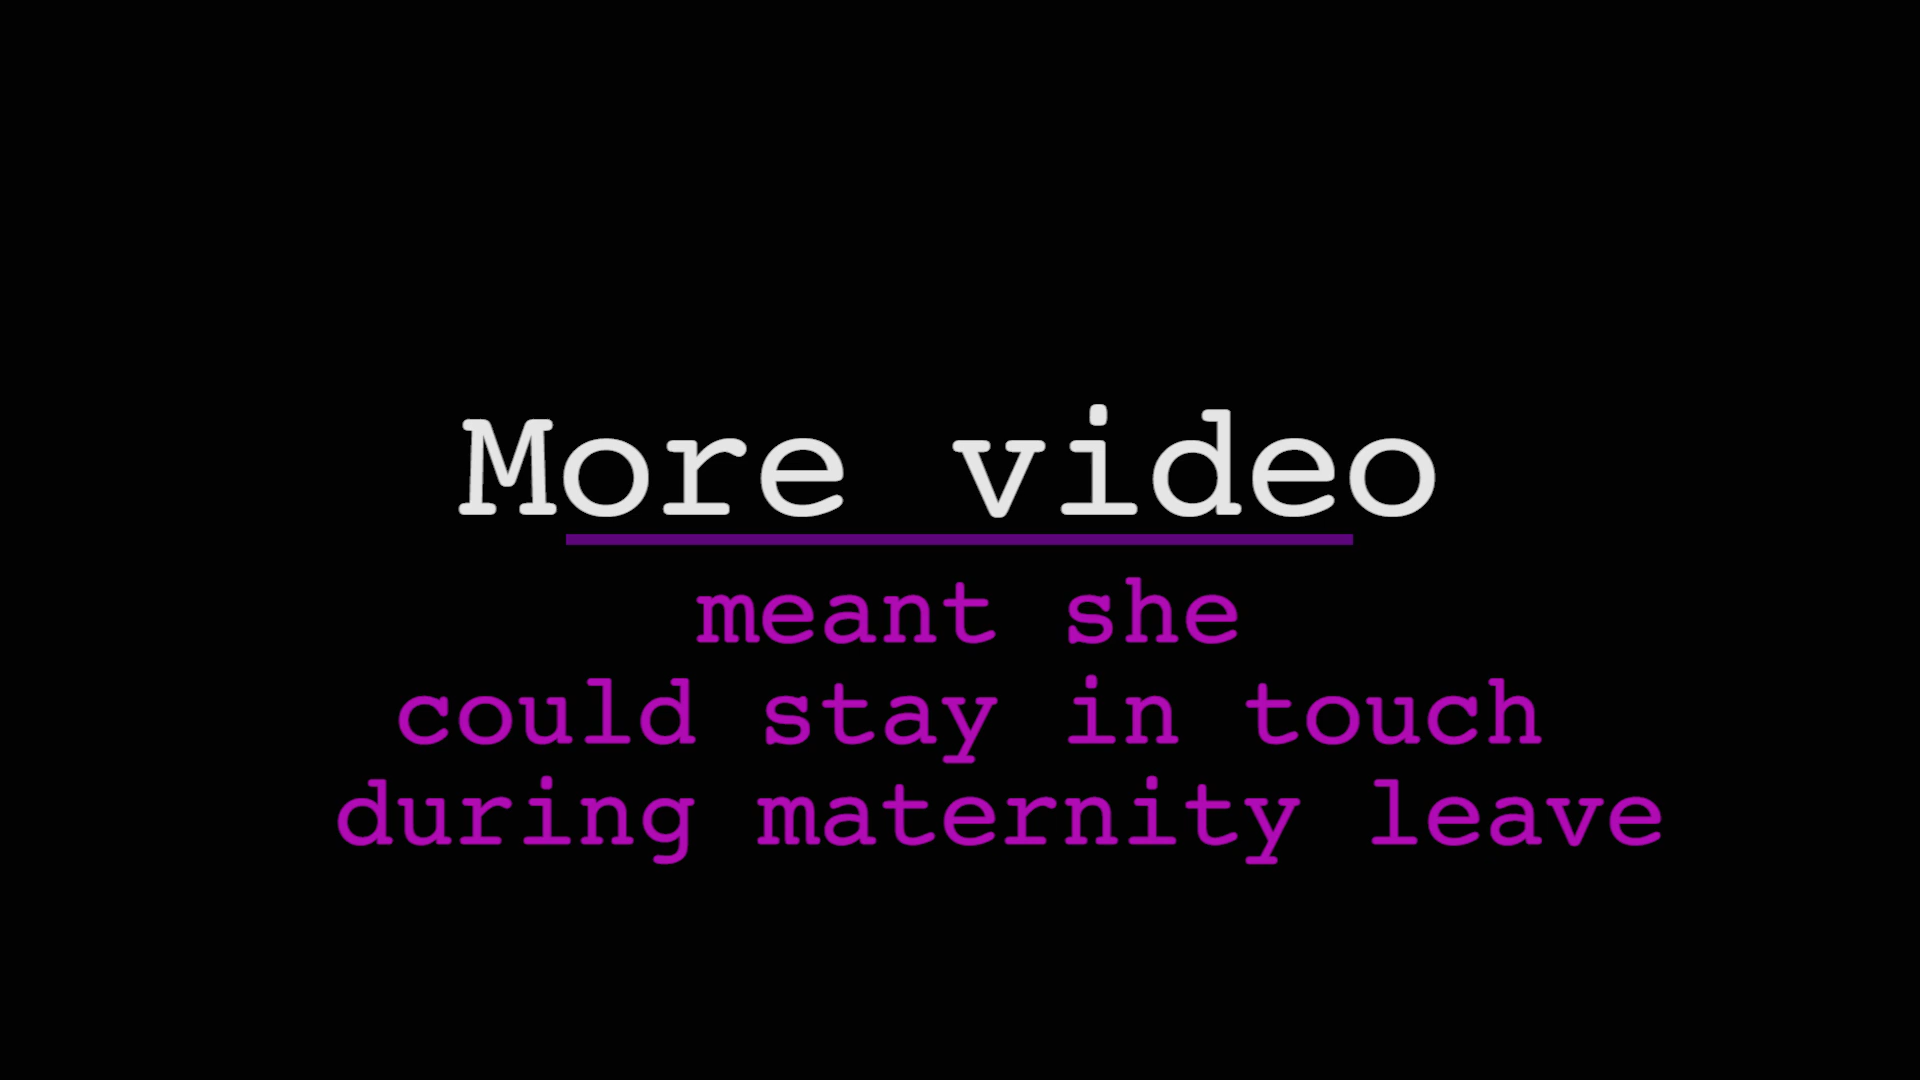 More video
meant she
could stay in touch
during maternity leave